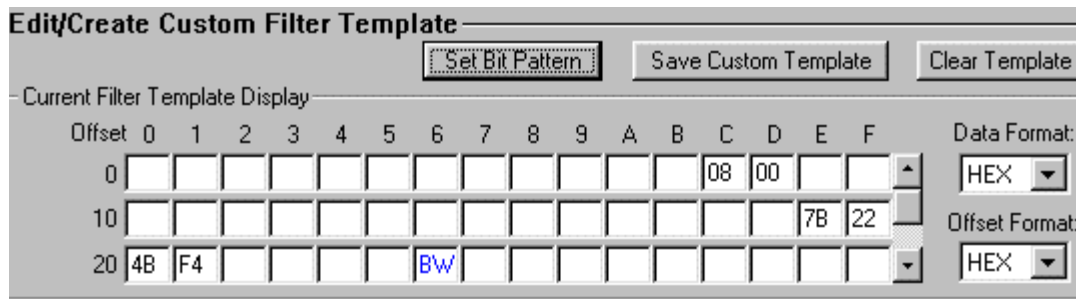 Edit/Create Custom Filter Template
Set Bit Pattern Save Custom Template Clear Template
Current Filter Template Display
Offset 0 1 2 3 4 5 6 7 8 9 A B C D E F Data Format:
0 08 00 HEX
10 7B 22 Offset Format:
20 4B F4 BW HEX